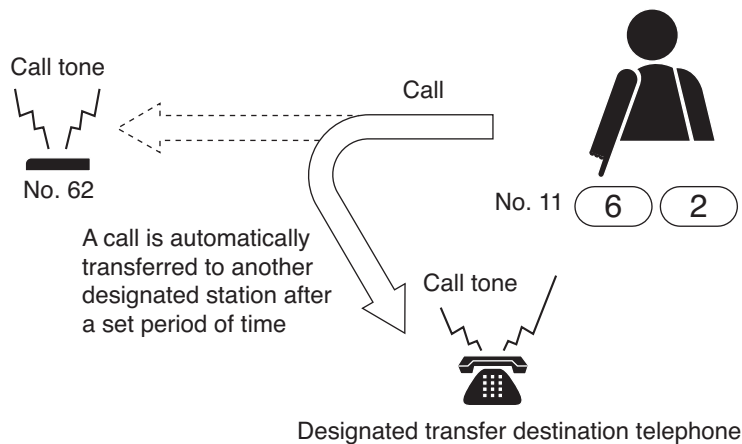 Call tone
Call
No. 62
No. 11 6 2
A call is automatically
transferred to another
designated station after
a set period of time
Call tone
Designated transfer destination telephone